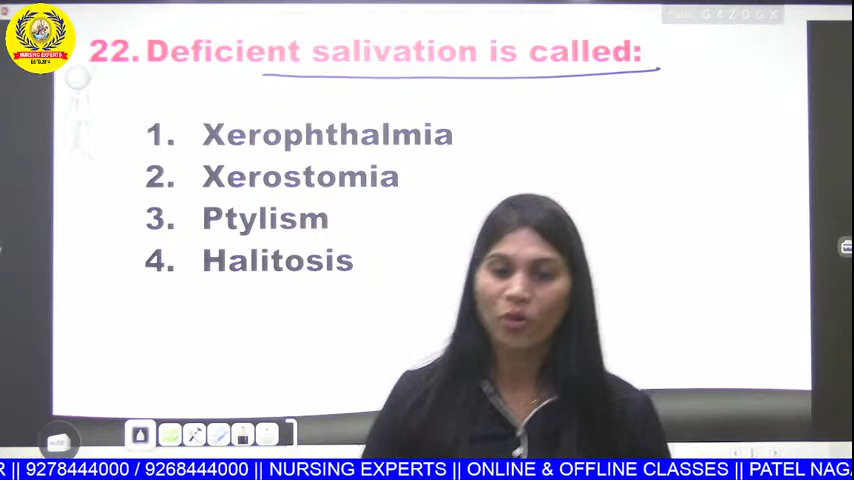 NURSING EXPERTS
22. Deficient salivation is called:
1. Xerophthalmia
2. Xerostomia
3. Ptylism
4. Halitosis
R || 9278444000 / 9268444000 || NURSING EXPERTS || ONLINE & OFFLINE CLASSES || PATEL NAGA